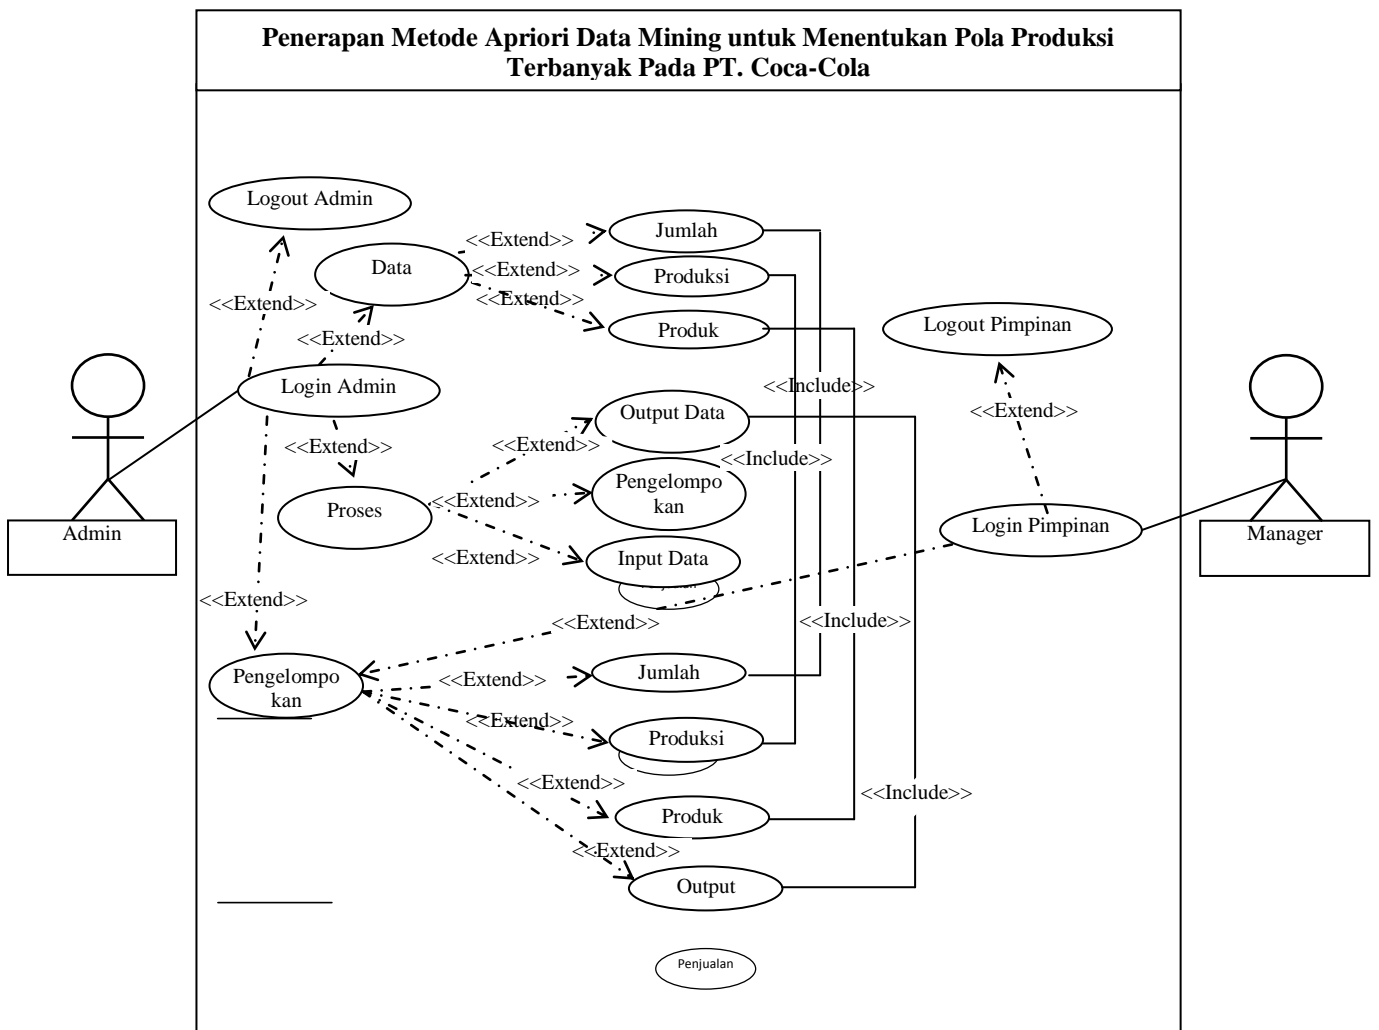 Penerapan Metode Apriori Data Mining untuk Menentukan Pola Produksi
Terbanyak Pada PT. Coca-Cola
Logout Admin
Jumlah
<<Extend>>
Data
<<Extend>>
Produksi
<<Extend>>
<<Extend>>
Produk
Logout Pimpinan
<<Extend>>
Login Admin
<<Include>>
Output Data
<<Extend>>
<<Extend>>
<<Extend>>
<<Include>>
Pengelompo
kan
<<Extend>>
Proses
Login Pimpinan
Admin
Manager
<<Extend>>
Input Data
<<Extend>>
<<Extend>>
<<Include>>
Pengelompo
kan
<<Extend>>
Jumlah
<<Extend>>
Produksi
<<Extend>>
<<Include>>
Produk
<<Extend>>
Output
Penjualan